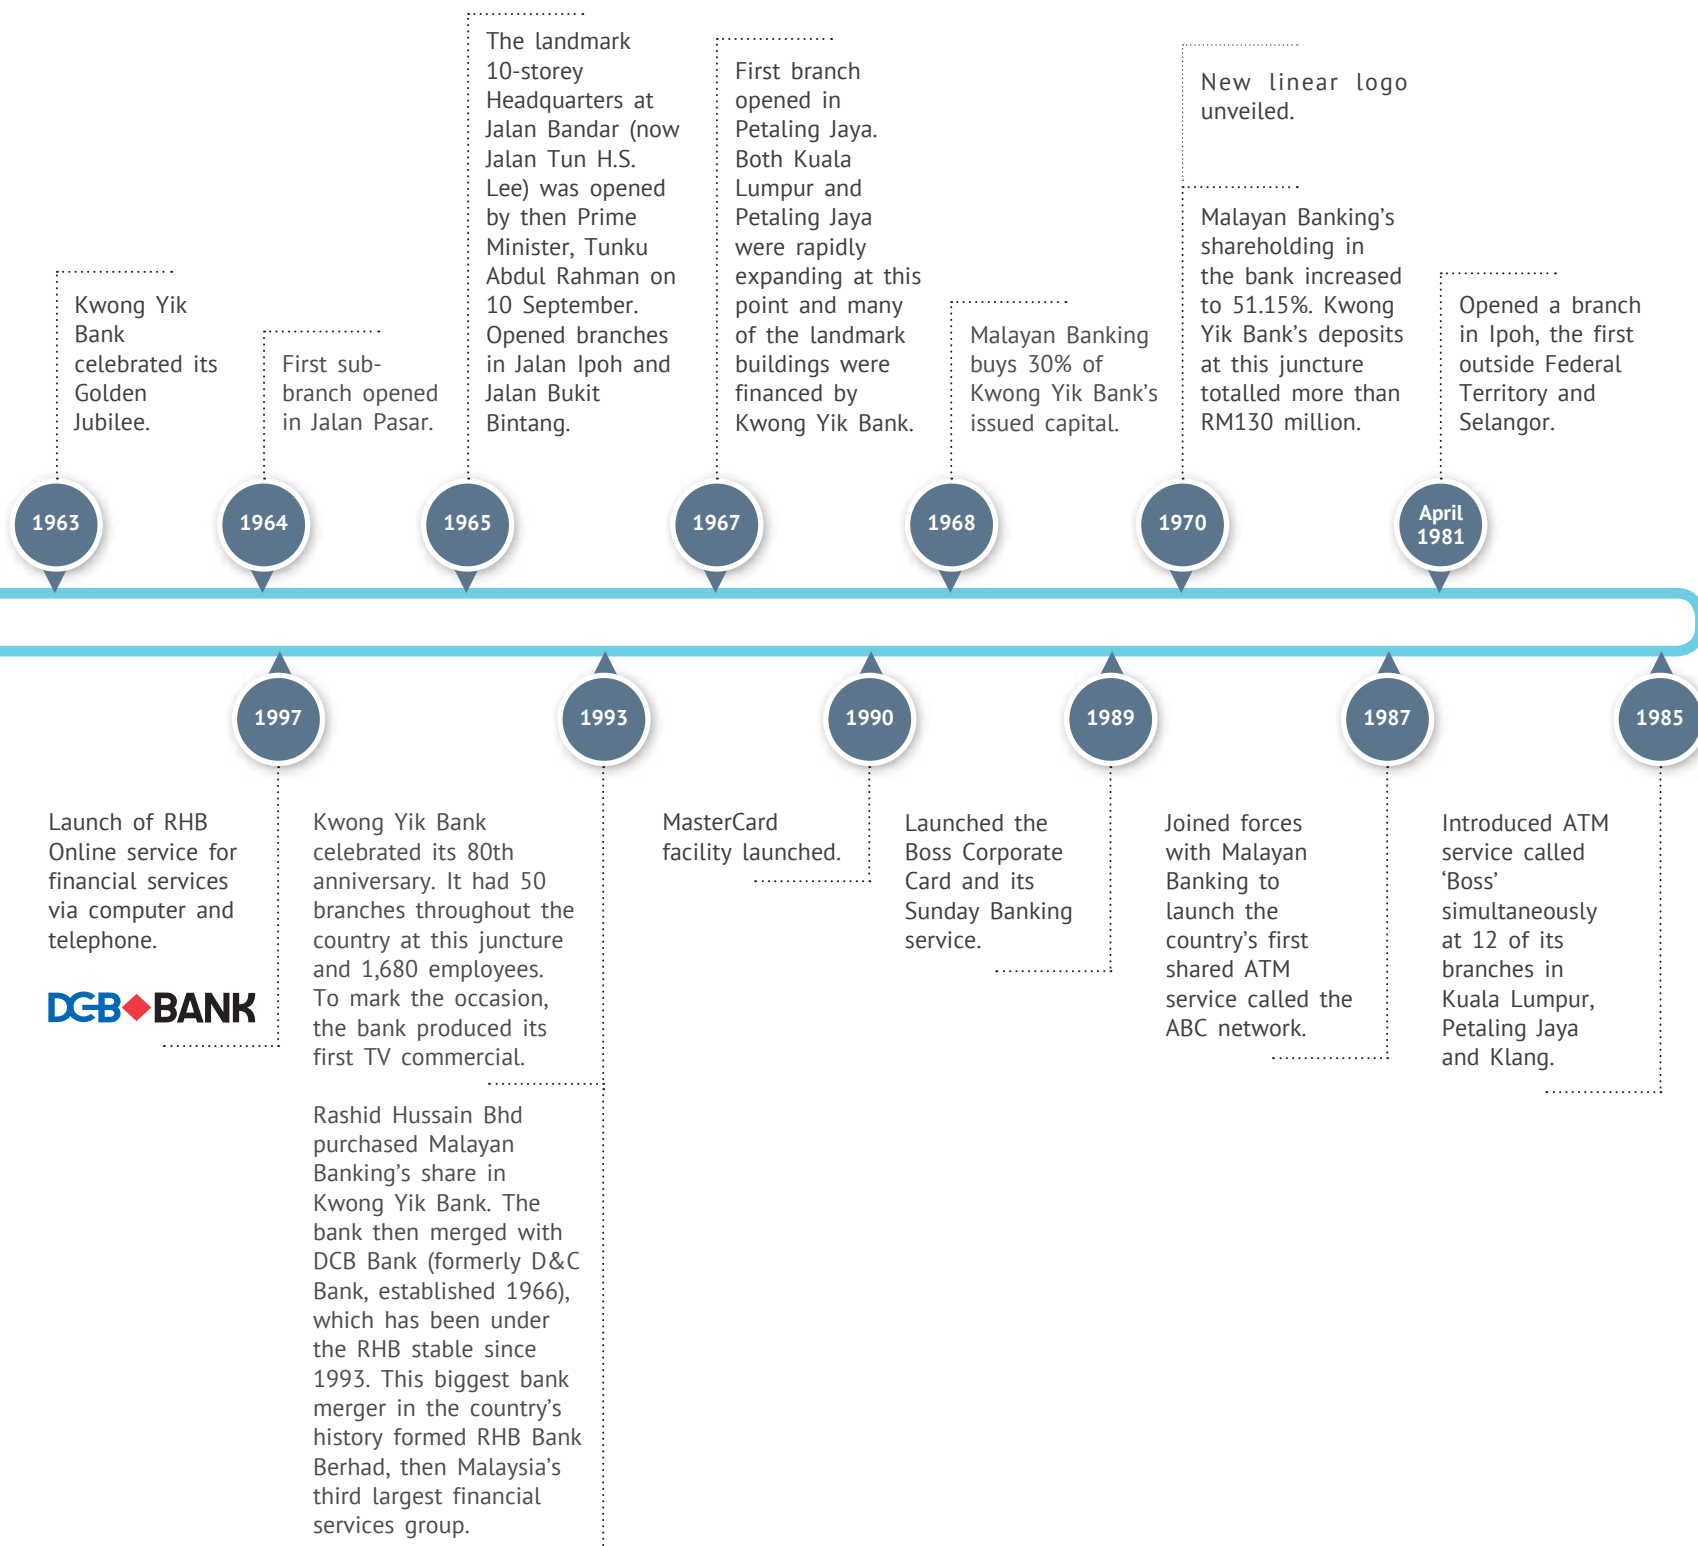 Kwong Yik
Bank
celebrated its
Golden
Jubilee.
1963
First sub-
branch opened
in Jalan Pasar.
1964
The landmark
10-storey
Headquarters at
Jalan Bandar (now
Jalan Tun H.S.
Lee) was opened
by then Prime
Minister, Tunku
Abdul Rahman on
10 September.
Opened branches
in Jalan Ipoh and
Jalan Bukit
Bintang.
1965
First branch
opened in
Petaling Jaya.
Both Kuala
Lumpur and
Petaling Jaya
were rapidly
expanding at this
point and many
of the landmark
buildings were
financed by
Kwong Yik Bank.
1967
Malayan Banking
buys 30% of
Kwong Yik Bank’s
issued capital.
1968
New linear logo
unveiled.
Malayan Banking’s
shareholding in
the bank increased
to 51.15%. Kwong
Yik Bank’s deposits
at this juncture
totalled more than
RM130 million.
1970
Opened a branch
in Ipoh, the first
outside Federal
Territory and
Selangor.
April
1981
1985
Introduced ATM
service called
‘Boss’
simultaneously
at 12 of its
branches in
Kuala Lumpur,
Petaling Jaya
and Klang.
1987
Joined forces
with Malayan
Banking to
launch the
country’s first
shared ATM
service called the
ABC network.
1989
Launched the
Boss Corporate
Card and its
Sunday Banking
service.
1990
MasterCard
facility launched.
1993
Kwong Yik Bank
celebrated its 80th
anniversary. It had 50
branches throughout the
country at this juncture
and 1,680 employees.
To mark the occasion,
the bank produced its
first TV commercial.
Rashid Hussain Bhd
purchased Malayan
Banking’s share in
Kwong Yik Bank. The
bank then merged with
DCB Bank (formerly D&C
Bank, established 1966),
which has been under
the RHB stable since
1993. This biggest bank
merger in the country’s
history formed RHB Bank
Berhad, then Malaysia’s
third largest financial
services group.
1997
Launch of RHB
Online service for
financial services
via computer and
telephone.
DCB BANK